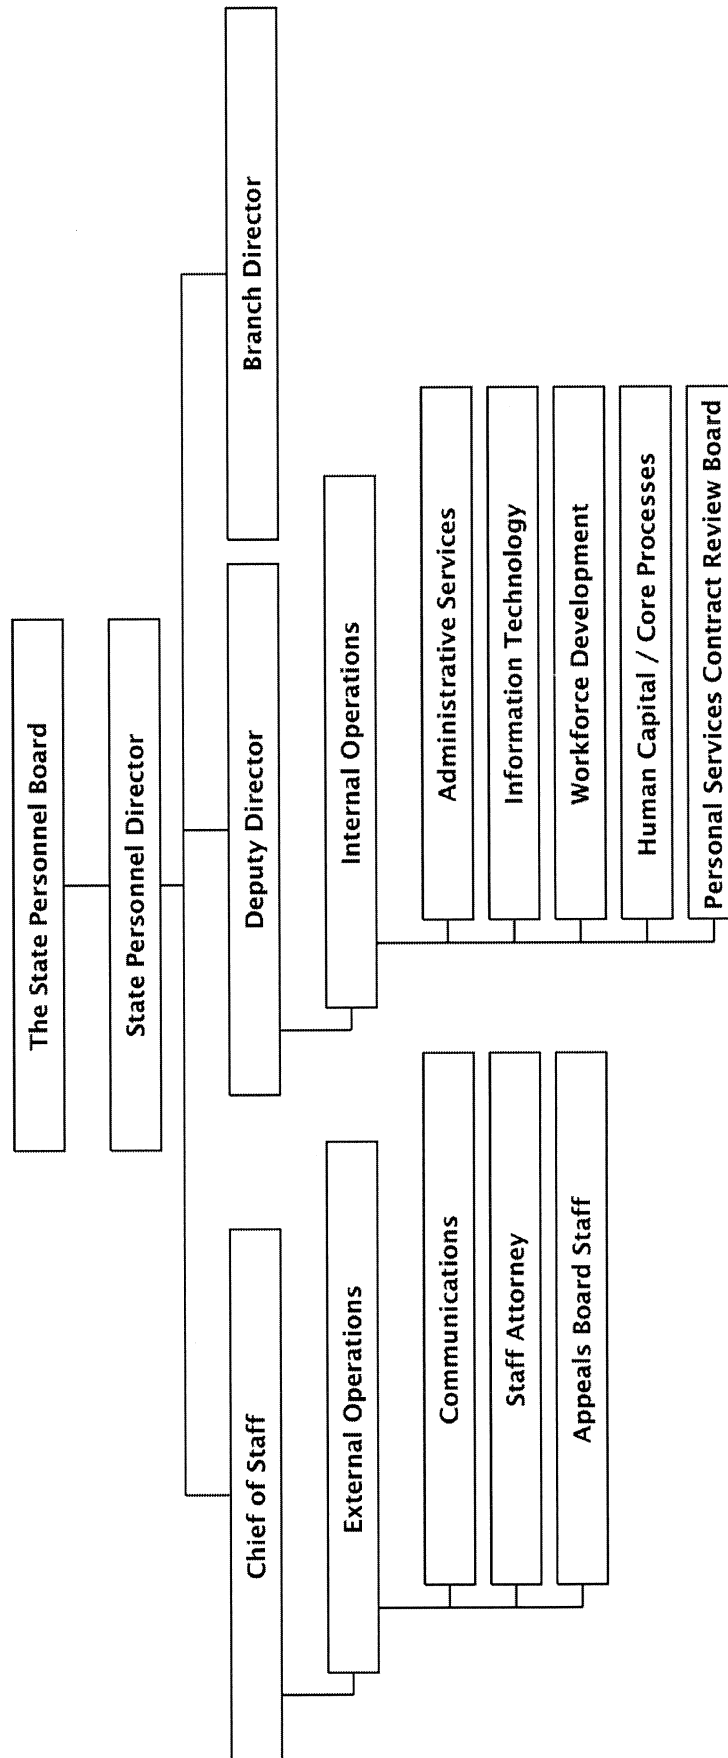 The State Personnel Board
State Personnel Director
Chief of Staff
Deputy Director
Branch Director
External Operations
Internal Operations
Communications
Staff Attorney
Appeals Board Staff
Administrative Services
Information Technology
Workforce Development
Human Capital / Core Processes
Personal Services Contract Review Board